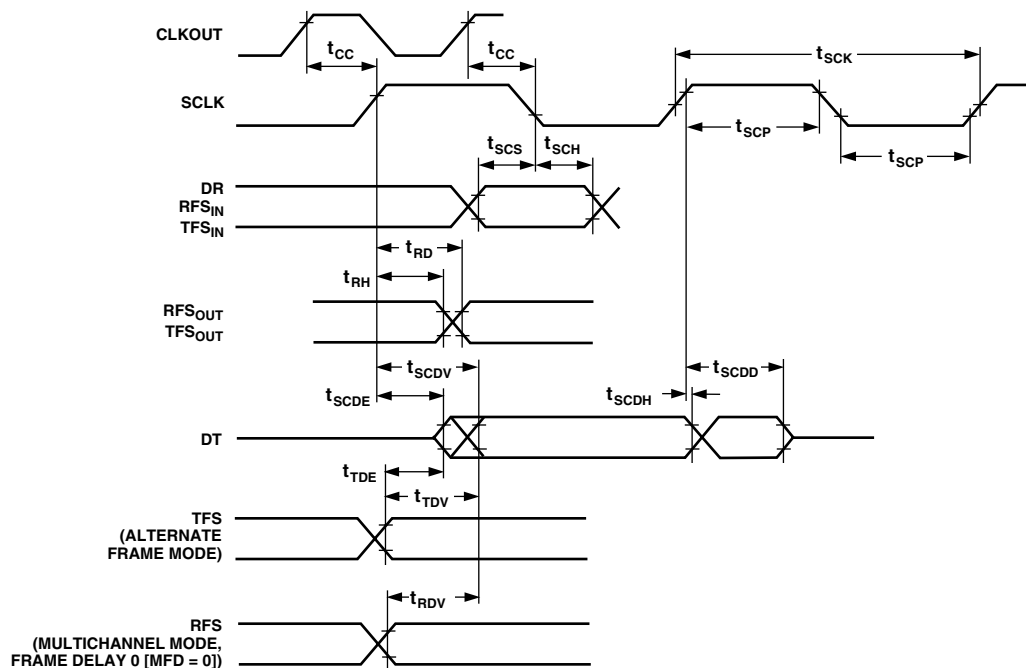 CLKOUT
tCC
tCC
tSCK
SCLK
tSCP
tSCP
tSCS
tSCH
DR
RFSIN
TFSIN
tRD
tRH
RFSOUT
TFSOUT
tSCDV
tSCDD
tSCDE
tSCDH
DT
tTDE
tTDV
TFS
(ALTERNATE
FRAME MODE)
tRDV
RFS
(MULTICHANNEL MODE,
FRAME DELAY 0 [MFD = 0])